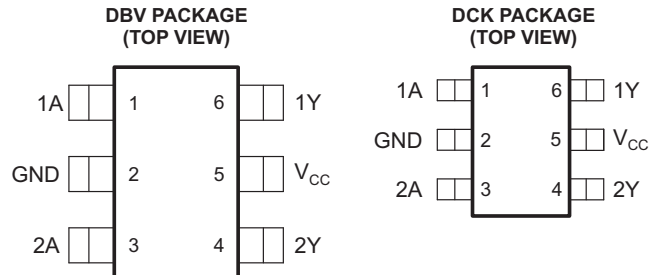 DBV PACKAGE
(TOP VIEW)
1A 1 6 1Y
GND 2 5 VCC
2A 3 4 2Y
DCK PACKAGE
(TOP VIEW)
1A 1 6 1Y
GND 2 5 VCC
2A 3 4 2Y